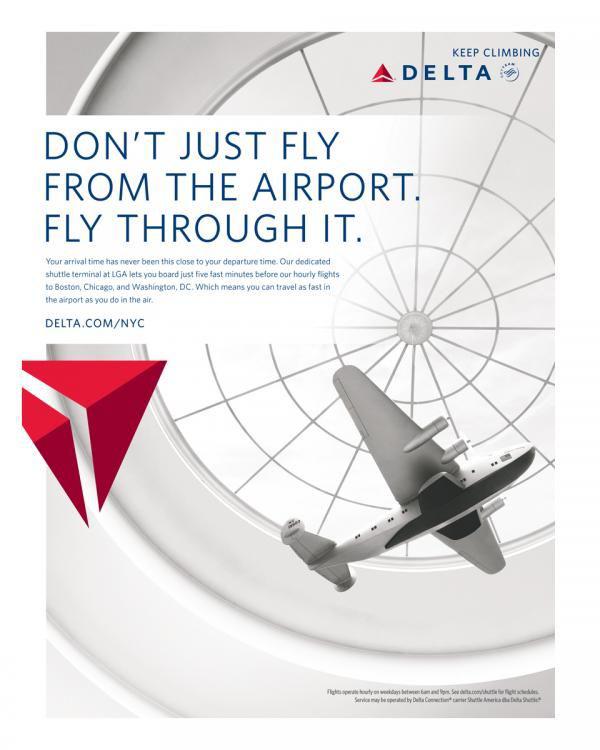 KEEP CLIMBING
DELTA
DON'T JUST FLY
FROM THE AIRPORT.
FLY THROUGH IT.
Your arrival time has never been this close to your departure time. Our dedicated
shuttle terminal at LGA lets you board just five fast minutes before our hourly flights
to Boston, Chicago, and Washington, DC. Which means you can travel as fast in
the airport as you do in the air.
DELTA.COM/NYC
Flights operate hourly on weekdays between 6am and 9pm. See delta.com/shuttle for flight schedules.
Service may be operated by Delta Connection® carrier Shuttle America dba Delta Shuttle®